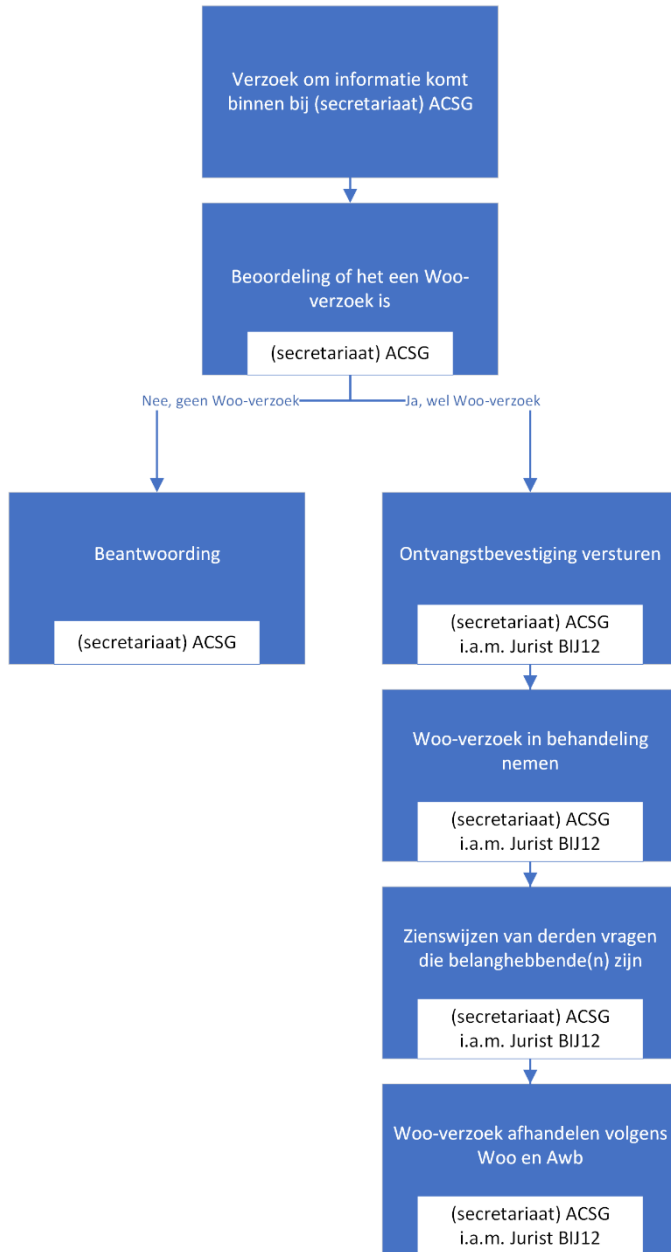 Verzoek om informatie komt
binnen bij (secretariaat) ACSG
Beoordeling of het een Woo-
verzoek is
(secretariaat) ACSG
Nee, geen Woo-verzoek
Ja, wel Woo-verzoek
Beantwoording
(secretariaat) ACSG
Ontvangstbevestiging versturen
(secretariaat) ACSG
i.a.m. Jurist BIJ12
Woo-verzoek in behandeling
nemen
(secretariaat) ACSG
i.a.m. Jurist BIJ12
Zienswijzen van derden vragen
die belanghebbende(n) zijn
(secretariaat) ACSG
i.a.m. Jurist BIJ12
Woo-verzoek afhandelen volgens
Woo en Awb
(secretariaat) ACSG
i.a.m. Jurist BIJ12